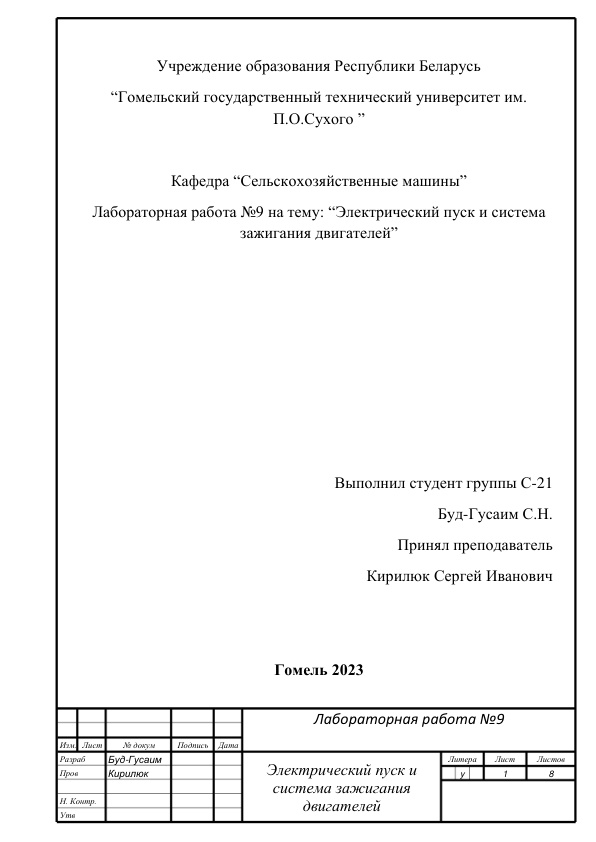 Учреждение образования Республики Беларусь
“Гомельский государственный технический университет им.
П.О.Сухого ”
Кафедра “Сельскохозяйственные машины”
Лабораторная работа №9 на тему: “Электрический пуск и система
зажигания двигателей”
Выполнил студент группы С-21
Буд-Гусаим С.Н.
Принял преподаватель
Кирилюк Сергей Иванович
Гомель 2023
Лабораторная работа №9
Изм. Лист № докум Подпись Дата
Разраб Буд-Гусаим
Пров Кирилюк
Н. Контр.
Утв
Электрический пуск и
система зажигания
двигателей
Литера Лист Листов
у 1 8